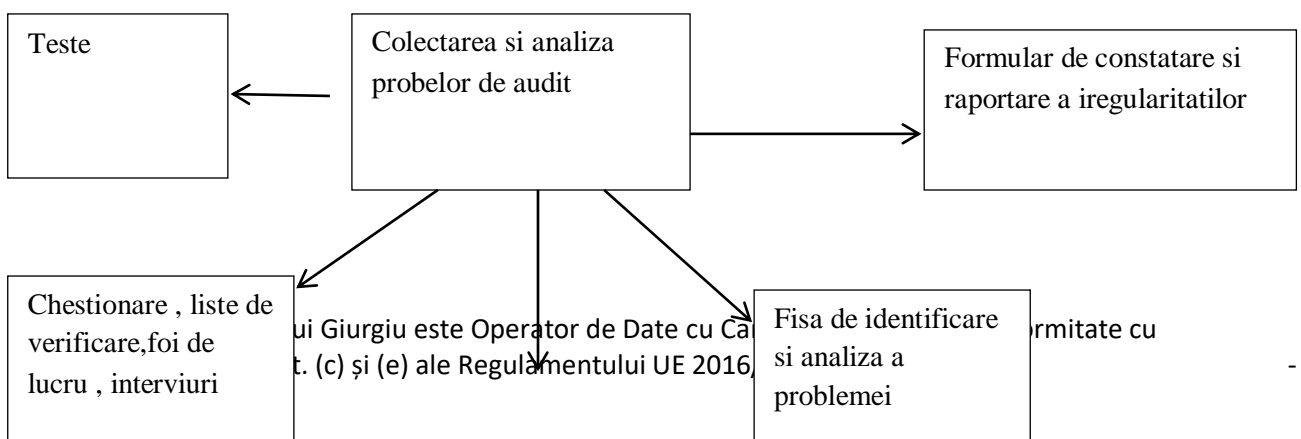 Teste
Colectarea si analiza
probelor de audit
Formular de constatare si
raportare a iregularitatilor
Chestionare , liste de
verificare,foi de
lucru , interviuri
ui Giurgiu este Operator de Date cu
t. (c) și (e) ale Regulamentului UE 2016/
Fisa de identificare
si analiza a
problemei
ormitate cu
-